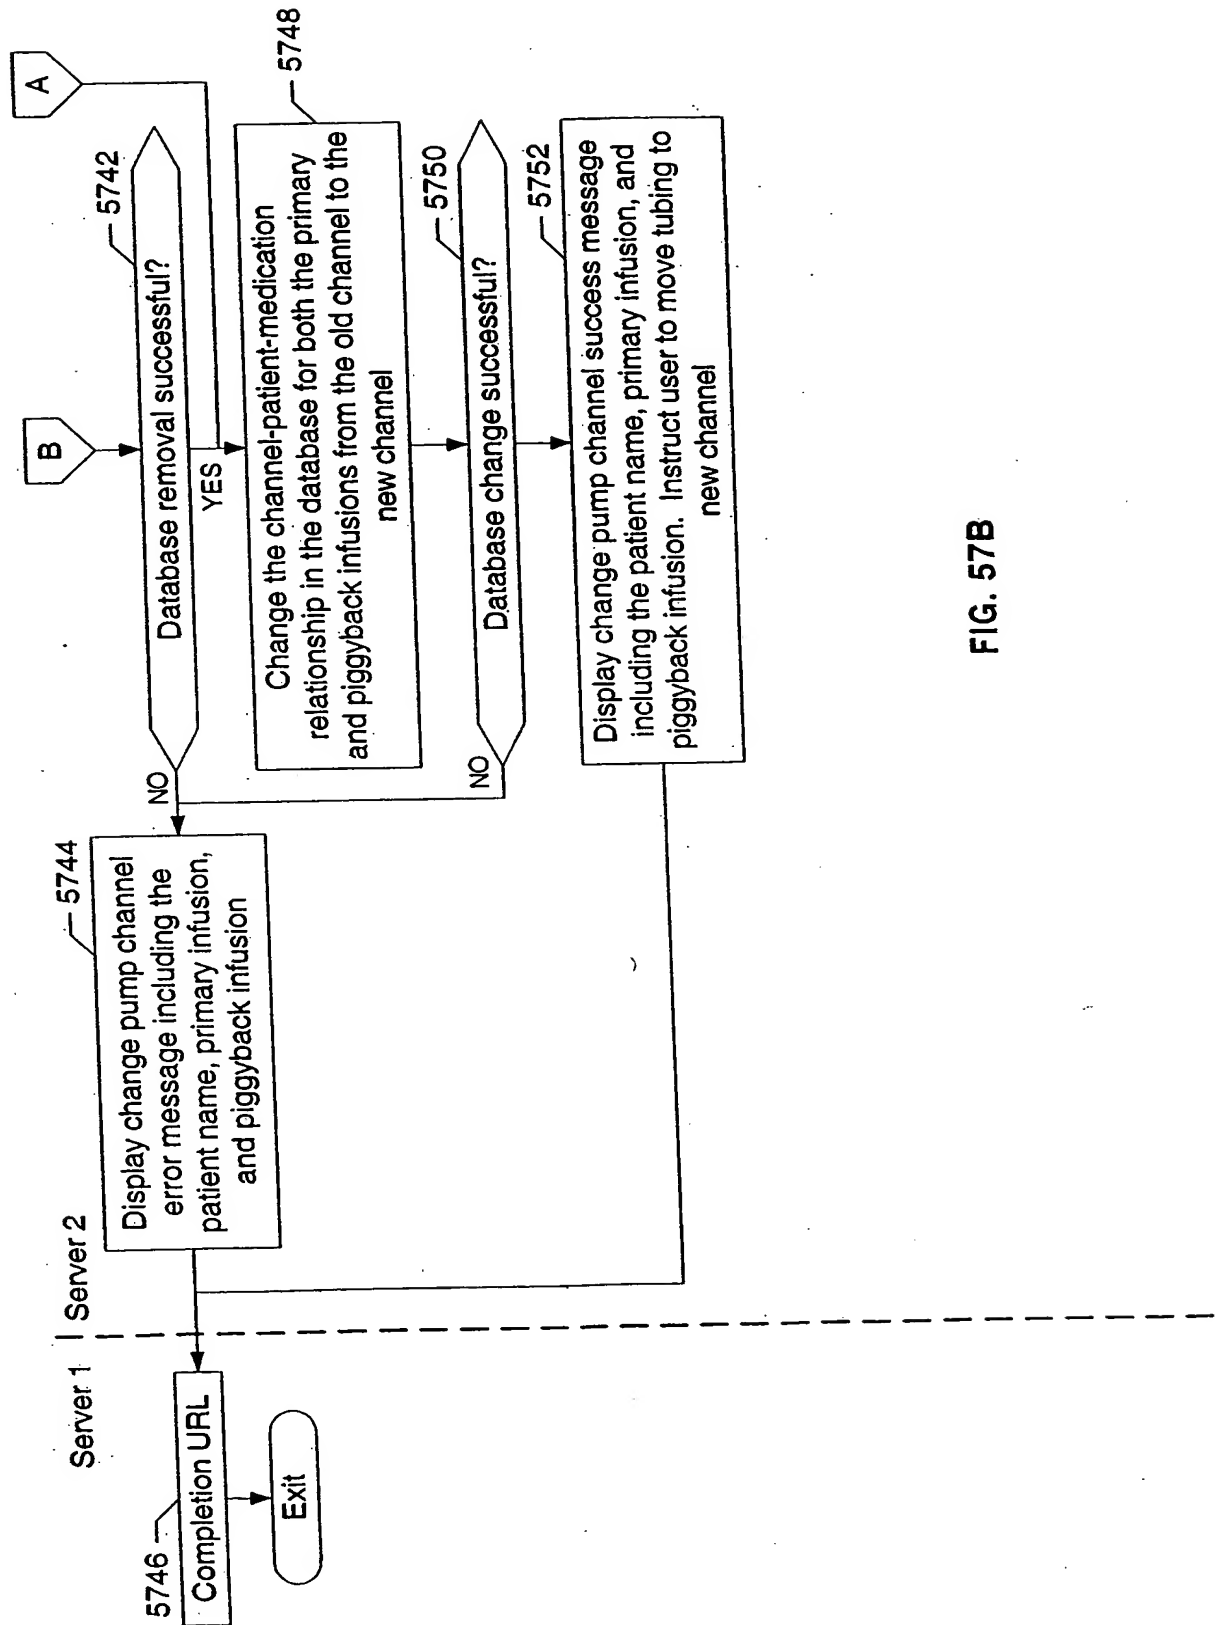 Server 1
Server 2
B
A
5742
Database removal successful?
NO
YES
5744
Display change pump channel
error message including the
patient name, primary infusion,
and piggyback infusion
5746
Completion URL
Exit
5748
Change the channel-patient-medication
relationship in the database for both the primary
and piggyback infusions from the old channel to the
new channel
5750
Database change successful?
NO
5752
Display change pump channel success message
including the patient name, primary infusion, and
piggyback infusion. Instruct user to move tubing to
new channel
FIG. 57B